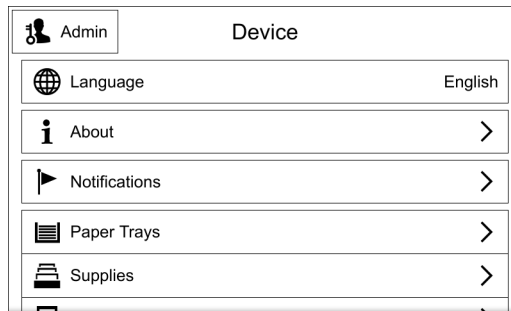 Admin
Device
Language English
About
Notifications
Paper Trays
Supplies